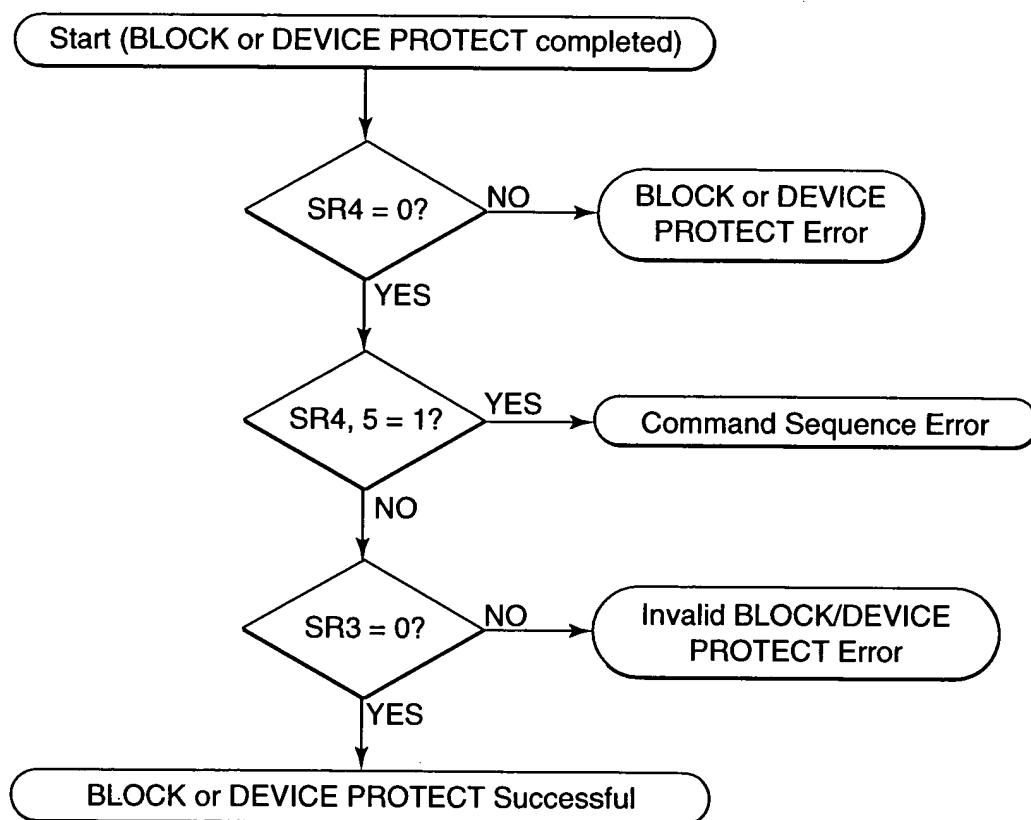 Start (BLOCK or DEVICE PROTECT completed)
SR4 = 0?
NO
BLOCK or DEVICE
PROTECT Error
YES
SR4, 5 = 1?
YES
Command Sequence Error
NO
SR3 = 0?
NO
Invalid BLOCK/DEVICE
PROTECT Error
YES
BLOCK or DEVICE PROTECT Successful